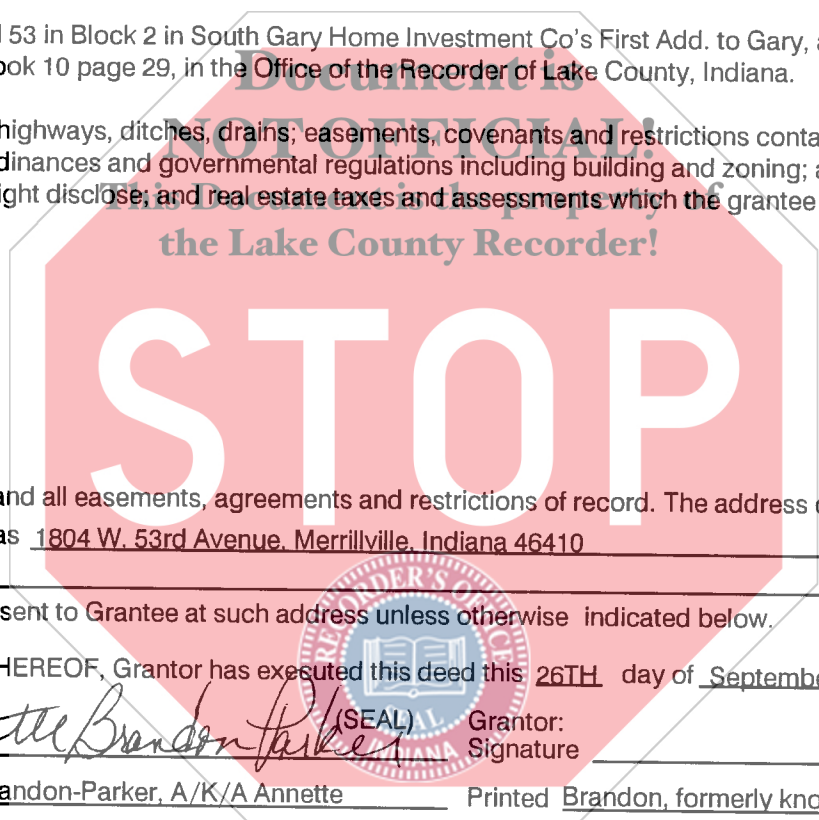 53 in Block 2 in South Gary Home Investment Co's First Add. to Gary,
ook 10 page 29, in the Office of the Recorder of Lake County, Indiana.
Document is
highways, ditches, drains; easements, covenants and restrictions conta
NOT OFFICIAL!
dinances and governmental regulations including building and zoning; a
ight disclose; and real estate taxes and assessments which the grantee
This Document is the property of
the Lake County Recorder!
STOP
and all easements, agreements and restrictions of record. The address
as 1804 W. 53rd Avenue, Merrillville, Indiana 46410
RECORDER'S OFFICE
sent to Grantee at such address unless otherwise indicated below.
HEREOF, Grantor has executed this deed this 26TH day of Septembe
SEAL
INDIANA
tte Brandon Parker (SEAL) Grantor:
Signature
andon-Parker, A/K/A Annette Printed Brandon, formerly kno